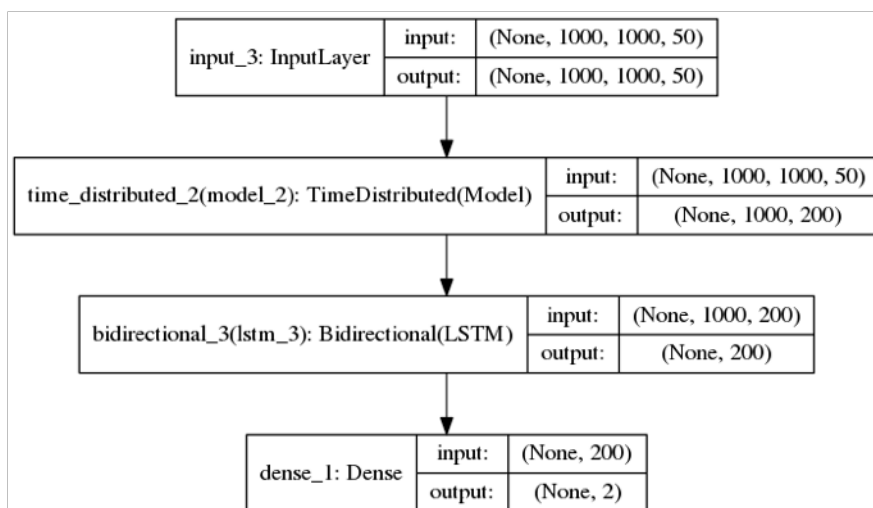 input_3: InputLayer
input: (None, 1000, 1000, 50)
output: (None, 1000, 1000, 50)
time_distributed_2(model_2): TimeDistributed(Model)
input: (None, 1000, 1000, 50)
output: (None, 1000, 200)
bidirectional_3(lstm_3): Bidirectional(LSTM)
input: (None, 1000, 200)
output: (None, 200)
dense_1: Dense
input: (None, 200)
output: (None, 2)